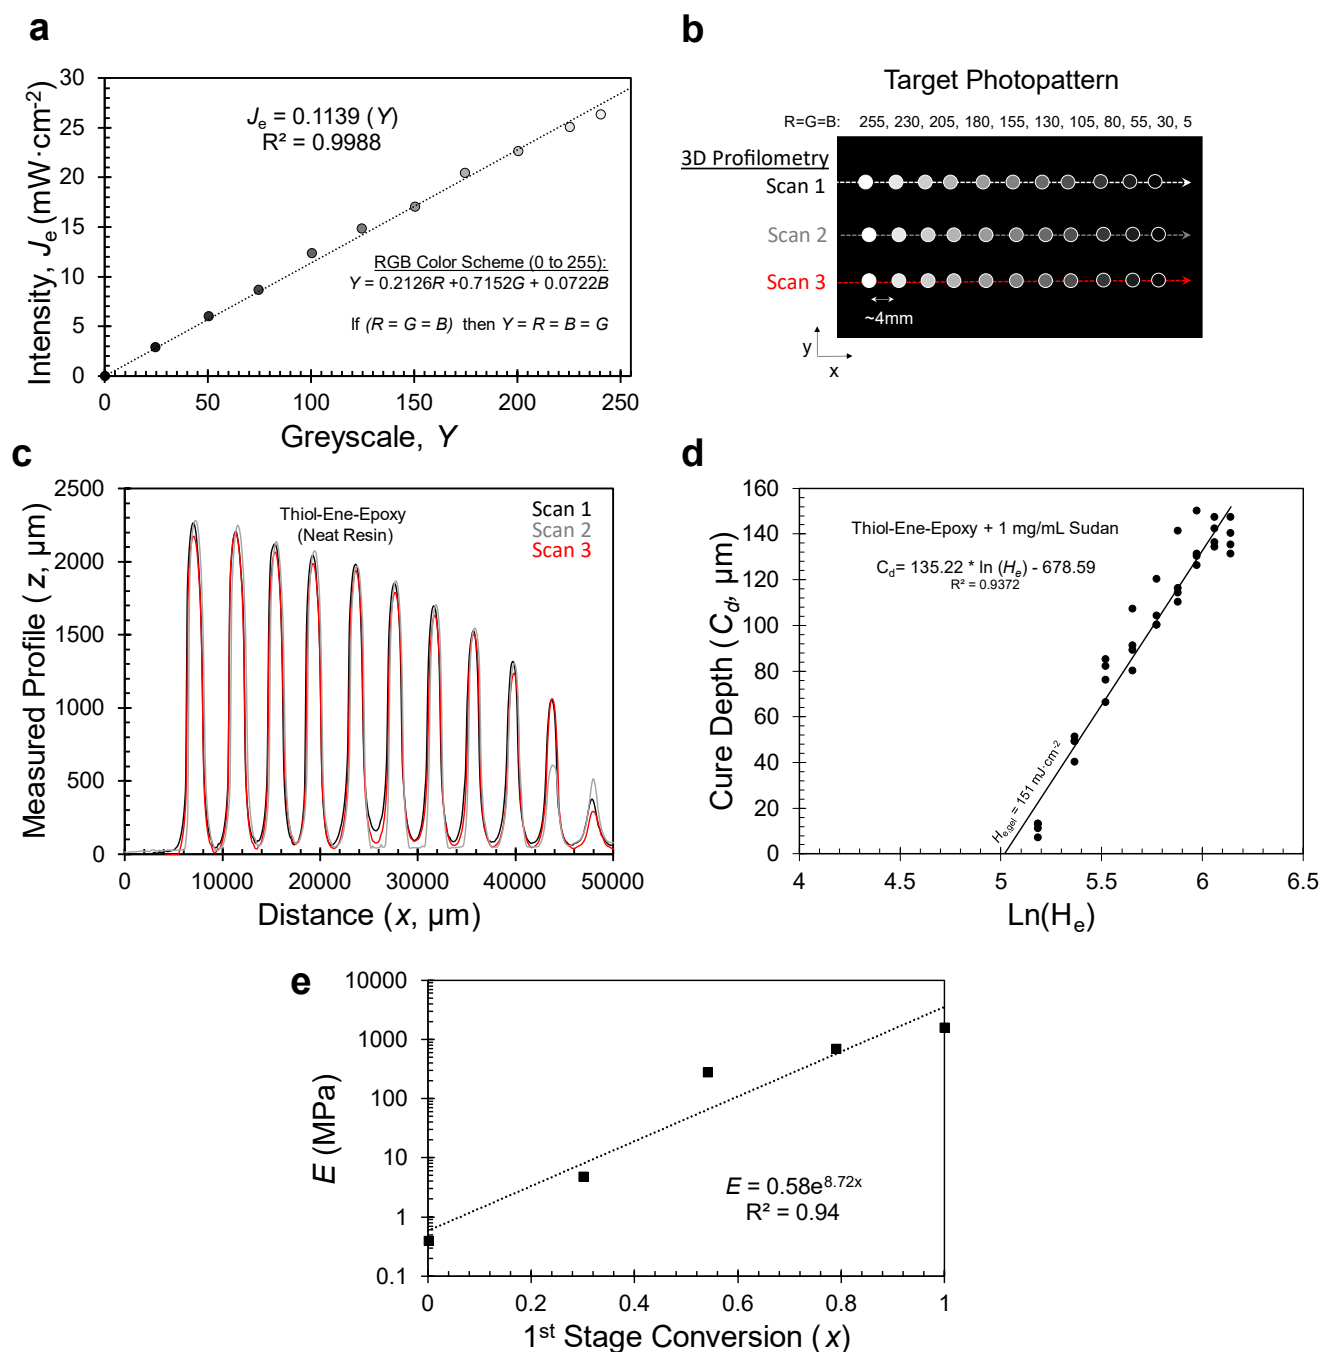 a
30
25
20
15
10
5
0
0 50 100 150 200 250
Intensity, Jₑ (mW·cm⁻²)
Greyscale, Y
Jₑ = 0.1139 (Y)
R² = 0.9988
RGB Color Scheme (0 to 255):
Y = 0.2126R +0.7152G + 0.0722B
If (R = G = B) then Y = R = B = G
b
Target Photopattern
R=G=B: 255, 230, 205, 180, 155, 130, 105, 80, 55, 30, 5
3D Profilometry
Scan 1
Scan 2
Scan 3
~4mm
y
x
c
2500
2000
1500
1000
500
0
0 10000 20000 30000 40000 50000
Measured Profile (z, µm)
Distance (x, µm)
Thiol-Ene-Epoxy
(Neat Resin)
Scan 1
Scan 2
Scan 3
d
160
140
120
100
80
60
40
20
0
4 4.5 5 5.5 6 6.5
Cure Depth (C_d, µm)
Ln(Hₑ)
Thiol-Ene-Epoxy + 1 mg/mL Sudan
C_d= 135.22 * ln (Hₑ) - 678.59
R² = 0.9372
H_e,gel = 151 mJ·cm⁻²
e
10000
1000
100
10
1
0.1
0 0.2 0.4 0.6 0.8 1
E (MPa)
1ˢᵗ Stage Conversion (x)
E = 0.58e^8.72x
R² = 0.94